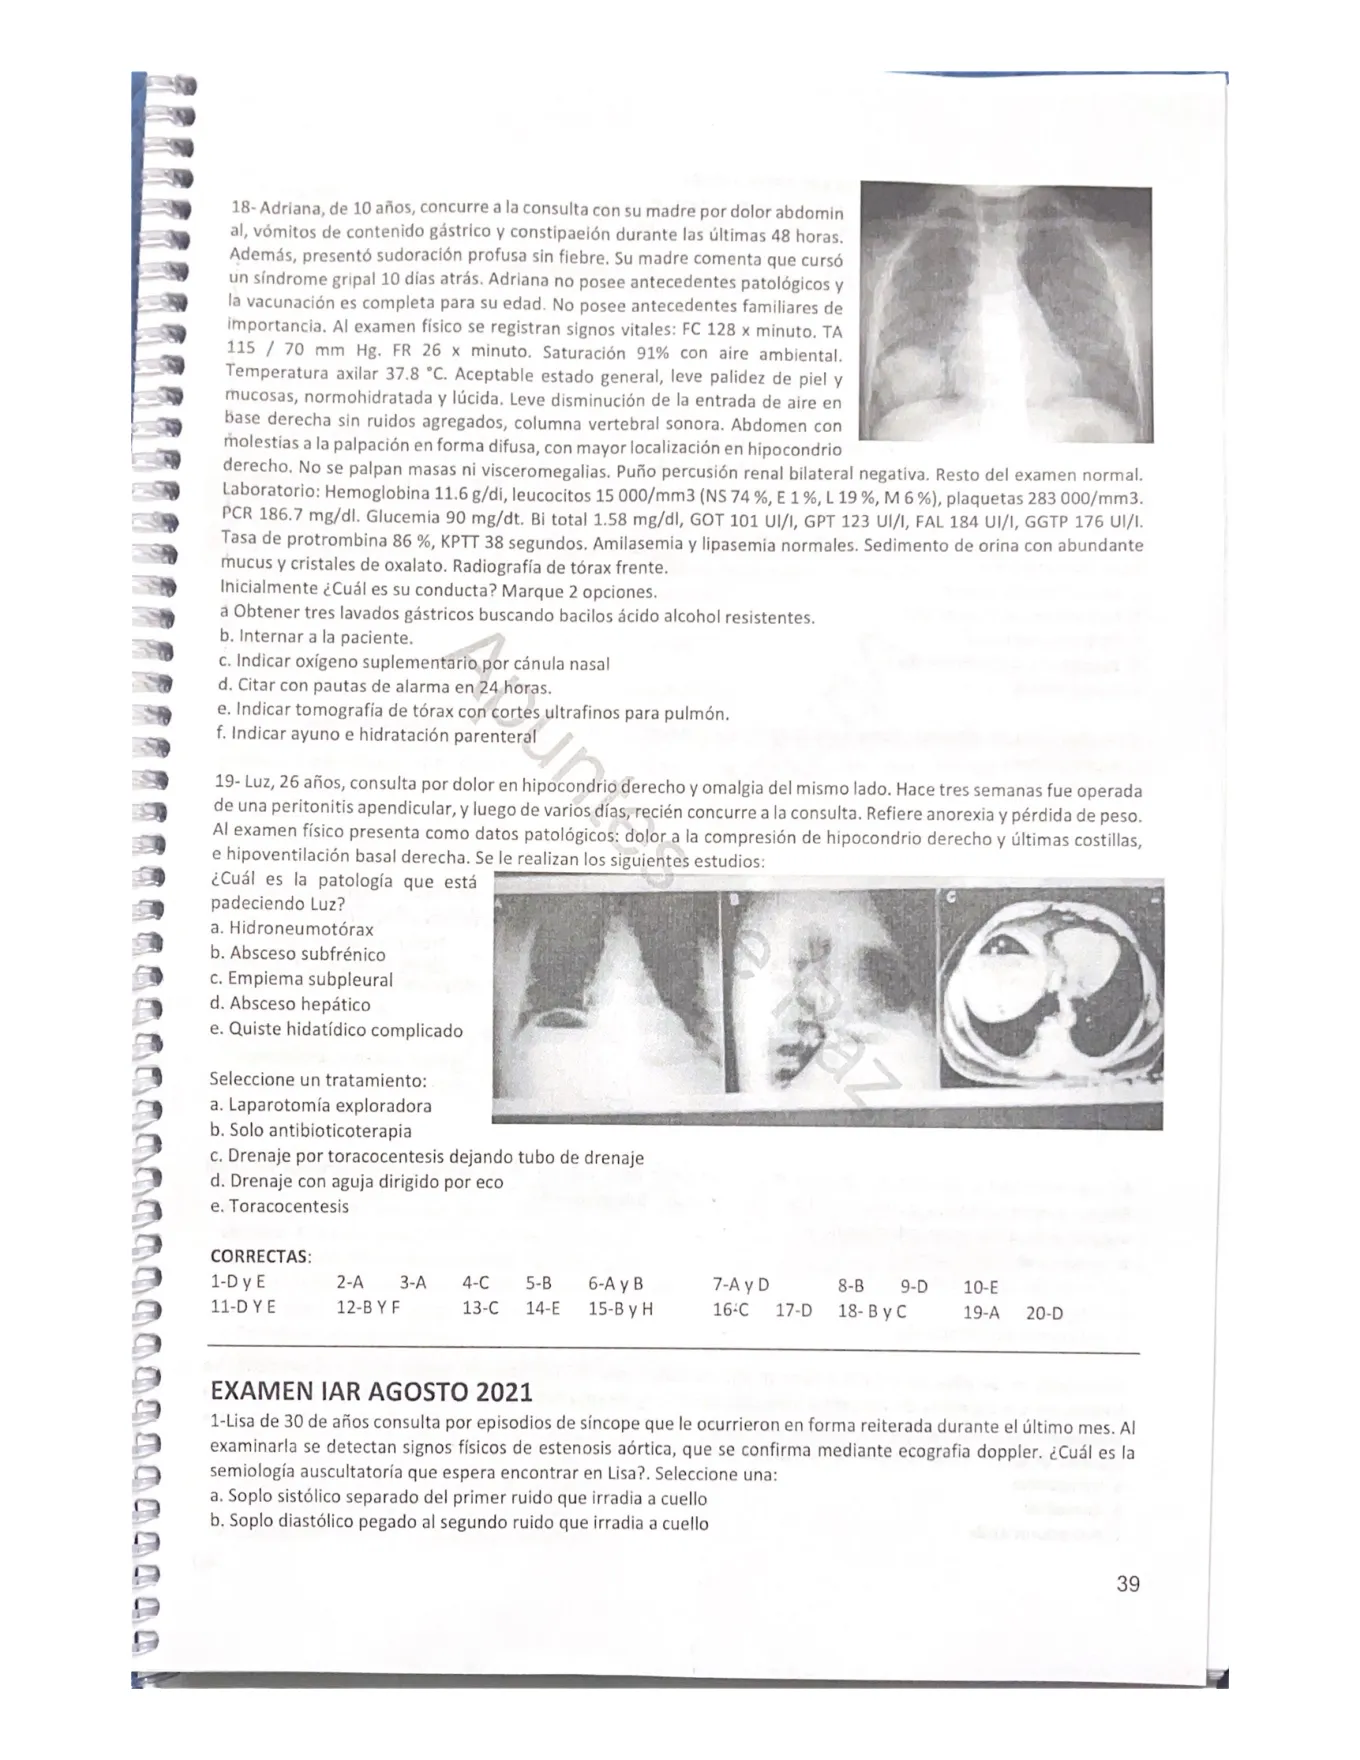 18- Adriana, de 10 años, concurre a la consulta con su madre por dolor abdomin
al, vómitos de contenido gástrico y constipaeión durante las últimas 48 horas.
Además, presentó sudoración profusa sin fiebre. Su madre comenta que cursó
un síndrome gripal 10 días atrás. Adriana no posee antecedentes patológicos y
la vacunación es completa para su edad. No posee antecedentes familiares de
importancia. Al examen físico se registran signos vitales: FC 128 x minuto. TA
115 / 70 mm Hg. FR 26 x minuto. Saturación 91% con aire ambiental.
Temperatura axilar 37.8 °C. Aceptable estado general, leve palidez de piel y
mucosas, normohidratada y lúcida. Leve disminución de la entrada de aire en
base derecha sin ruidos agregados, columna vertebral sonora. Abdomen con
molestias a la palpación en forma difusa, con mayor localización en hipocondrio
derecho. No se palpan masas ni visceromegalias. Puño percusión renal bilateral negativa. Resto del examen normal.
Laboratorio: Hemoglobina 11.6 g/di, leucocitos 15 000/mm3 (NS 74 %, E 1 %, L 19 %, M 6 %), plaquetas 283 000/mm3.
PCR 186.7 mg/dl. Glucemia 90 mg/dt. Bi total 1.58 mg/dl, GOT 101 UI/l, GPT 123 UI/l, FAL 184 UI/l, GGTP 176 UI/l.
Tasa de protrombina 86 %, KPTT 38 segundos. Amilasemia y lipasemia normales. Sedimento de orina con abundante
mucus y cristales de oxalato. Radiografía de tórax frente.
Inicialmente ¿Cuál es su conducta? Marque 2 opciones.
a Obtener tres lavados gástricos buscando bacilos ácido alcohol resistentes.
b. Internar a la paciente.
c. Indicar oxígeno suplementario por cánula nasal
d. Citar con pautas de alarma en 24 horas.
e. Indicar tomografía de tórax con cortes ultrafinos para pulmón.
f. Indicar ayuno e hidratación parenteral
19- Luz, 26 años, consulta por dolor en hipocondrio derecho y omalgia del mismo lado. Hace tres semanas fue operada
de una peritonitis apendicular, y luego de varios días, recién concurre a la consulta. Refiere anorexia y pérdida de peso.
Al examen físico presenta como datos patológicos: dolor a la compresión de hipocondrio derecho y últimas costillas,
e hipoventilación basal derecha. Se le realizan los siguientes estudios:
¿Cuál es la patología que está
padeciendo Luz?
a. Hidroneumotórax
b. Absceso subfrénico
c. Empiema subpleural
d. Absceso hepático
e. Quiste hidatídico complicado
A B C
Seleccione un tratamiento:
a. Laparotomía exploradora
b. Solo antibioticoterapia
c. Drenaje por toracocentesis dejando tubo de drenaje
d. Drenaje con aguja dirigido por eco
e. Toracocentesis
CORRECTAS:
1-D y E 2-A 3-A 4-C 5-B 6-A y B 7-A y D 8-B 9-D 10-E
11-D Y E 12-B Y F 13-C 14-E 15-B y H 16-C 17-D 18- B y C 19-A 20-D
EXAMEN IAR AGOSTO 2021
1-Lisa de 30 de años consulta por episodios de síncope que le ocurrieron en forma reiterada durante el último mes. Al
examinarla se detectan signos físicos de estenosis aórtica, que se confirma mediante ecografia doppler. ¿Cuál es la
semiología auscultatoría que espera encontrar en Lisa?. Seleccione una:
a. Soplo sistólico separado del primer ruido que irradia a cuello
b. Soplo diastólico pegado al segundo ruido que irradia a cuello
39